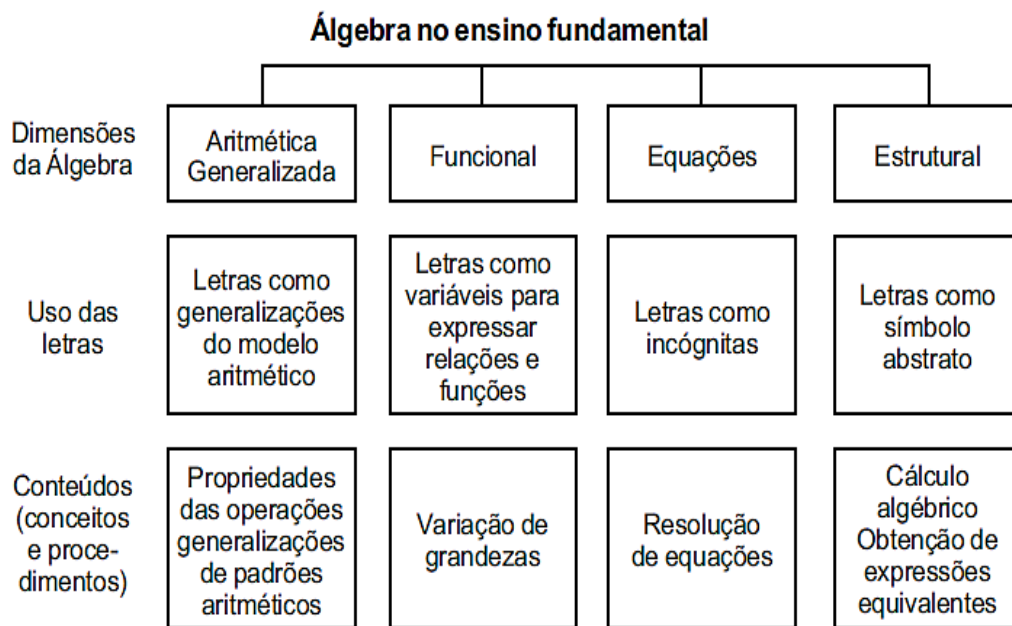 Álgebra no ensino fundamental
Dimensões
da Álgebra
Aritmética
Generalizada
Funcional
Equações
Estrutural
Uso das
letras
Letras como
generalizações
do modelo
aritmético
Letras como
variáveis para
expressar
relações e
funções
Letras como
incógnitas
Letras como
símbolo
abstrato
Conteúdos
(conceitos
e proce-
dimentos)
Propriedades
das operações
generalizações
de padrões
aritméticos
Variação de
grandezas
Resolução
de equações
Cálculo
algébrico
Obtenção de
expressões
equivalentes